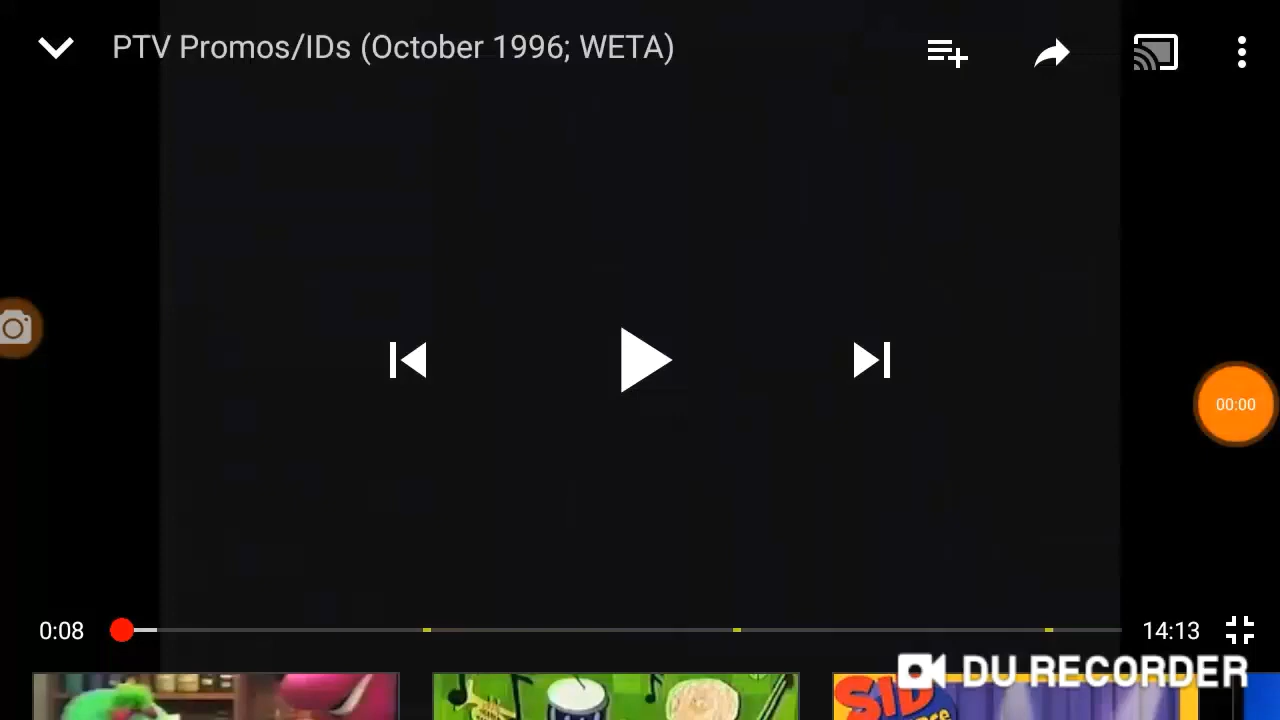 PTV Promos/IDs (October 1996; WETA)
00:00
0:08
14:13
DU RECORDER
SID